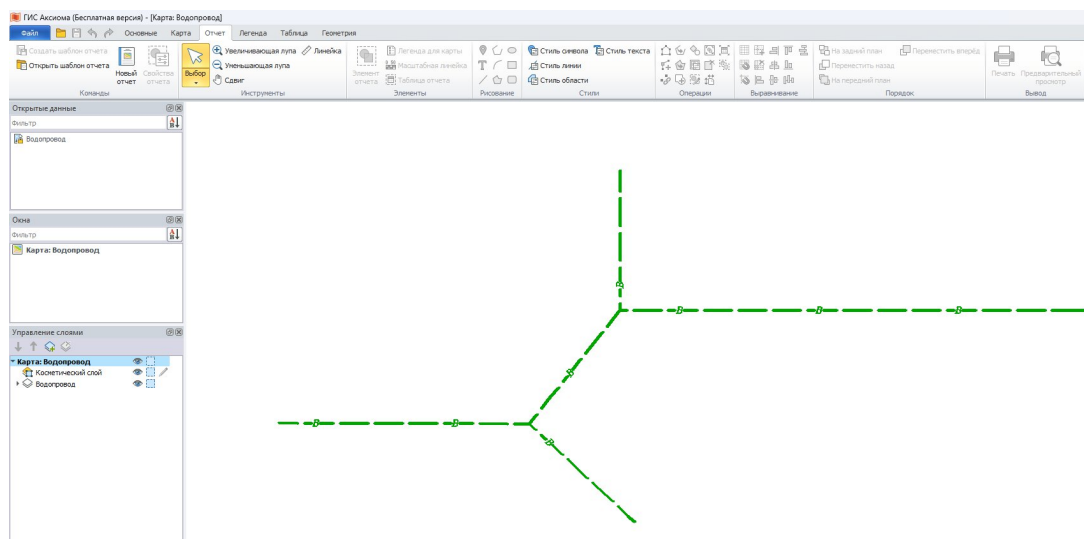 ГИС Аксиома (Бесплатная версия) - [Карта: Водопровод]
Файл Основные Карта Отчет Легенда Таблица Геометрия
Создать шаблон отчета
Открыть шаблон отчета
Новый отчет
Свойства отчета
Команды
Выбор
Увеличивающая лупа Линейка
Уменьшающая лупа
Сдвиг
Инструменты
Элемент отчета
Легенда для карты
Масштабная линейка
Таблица отчета
Элементы
Рисование
Стиль символа Стиль текста
Стиль линии
Стиль области
Стили
Операции
Выравнивание
На задний план Переместить вперёд
Переместить назад
На передний план
Порядок
Печать Предварительный просмотр
Вывод
Открытые данные
Фильтр
Водопровод
Окна
Фильтр
Карта: Водопровод
Управление слоями
Карта: Водопровод
Косметический слой
Водопровод
В
В В В
В
В В
В